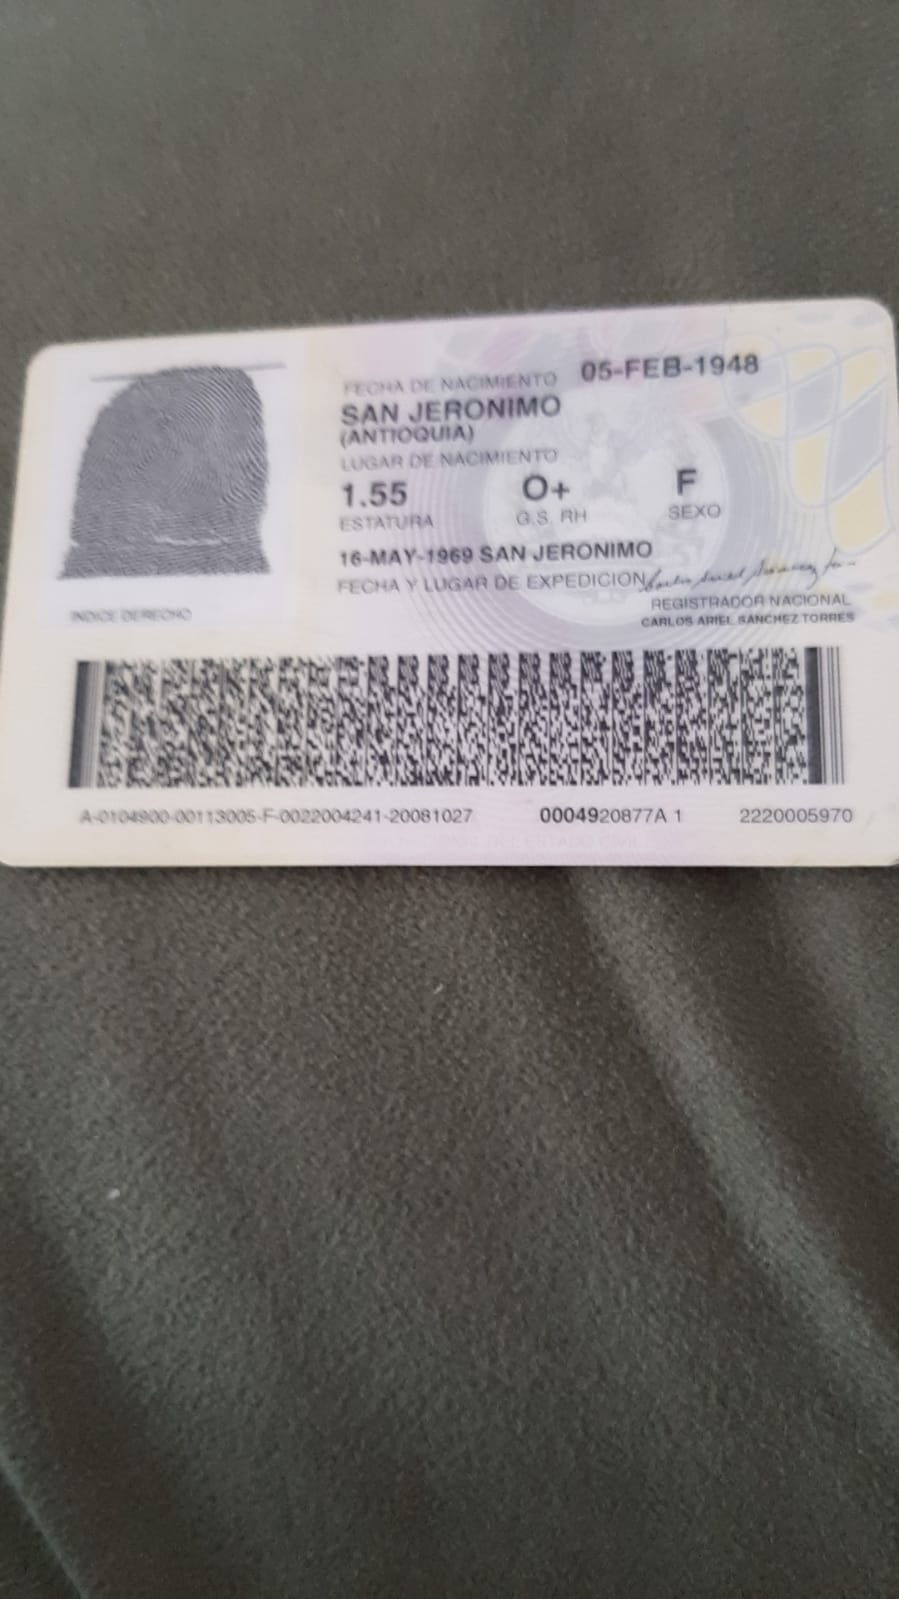 FECHA DE NACIMIENTO 05-FEB-1948
SAN JERONIMO
(ANTIOQUIA)
LUGAR DE NACIMIENTO
1.55 O+ F
ESTATURA G.S. RH SEXO
16-MAY-1969 SAN JERONIMO
FECHA Y LUGAR DE EXPEDICION
REGISTRADOR NACIONAL
CARLOS ARIEL SANCHEZ TORRES
INDICE DERECHO
A-0104900-00113005-F-0022004241-20081027 0004920877A 1 2220005970